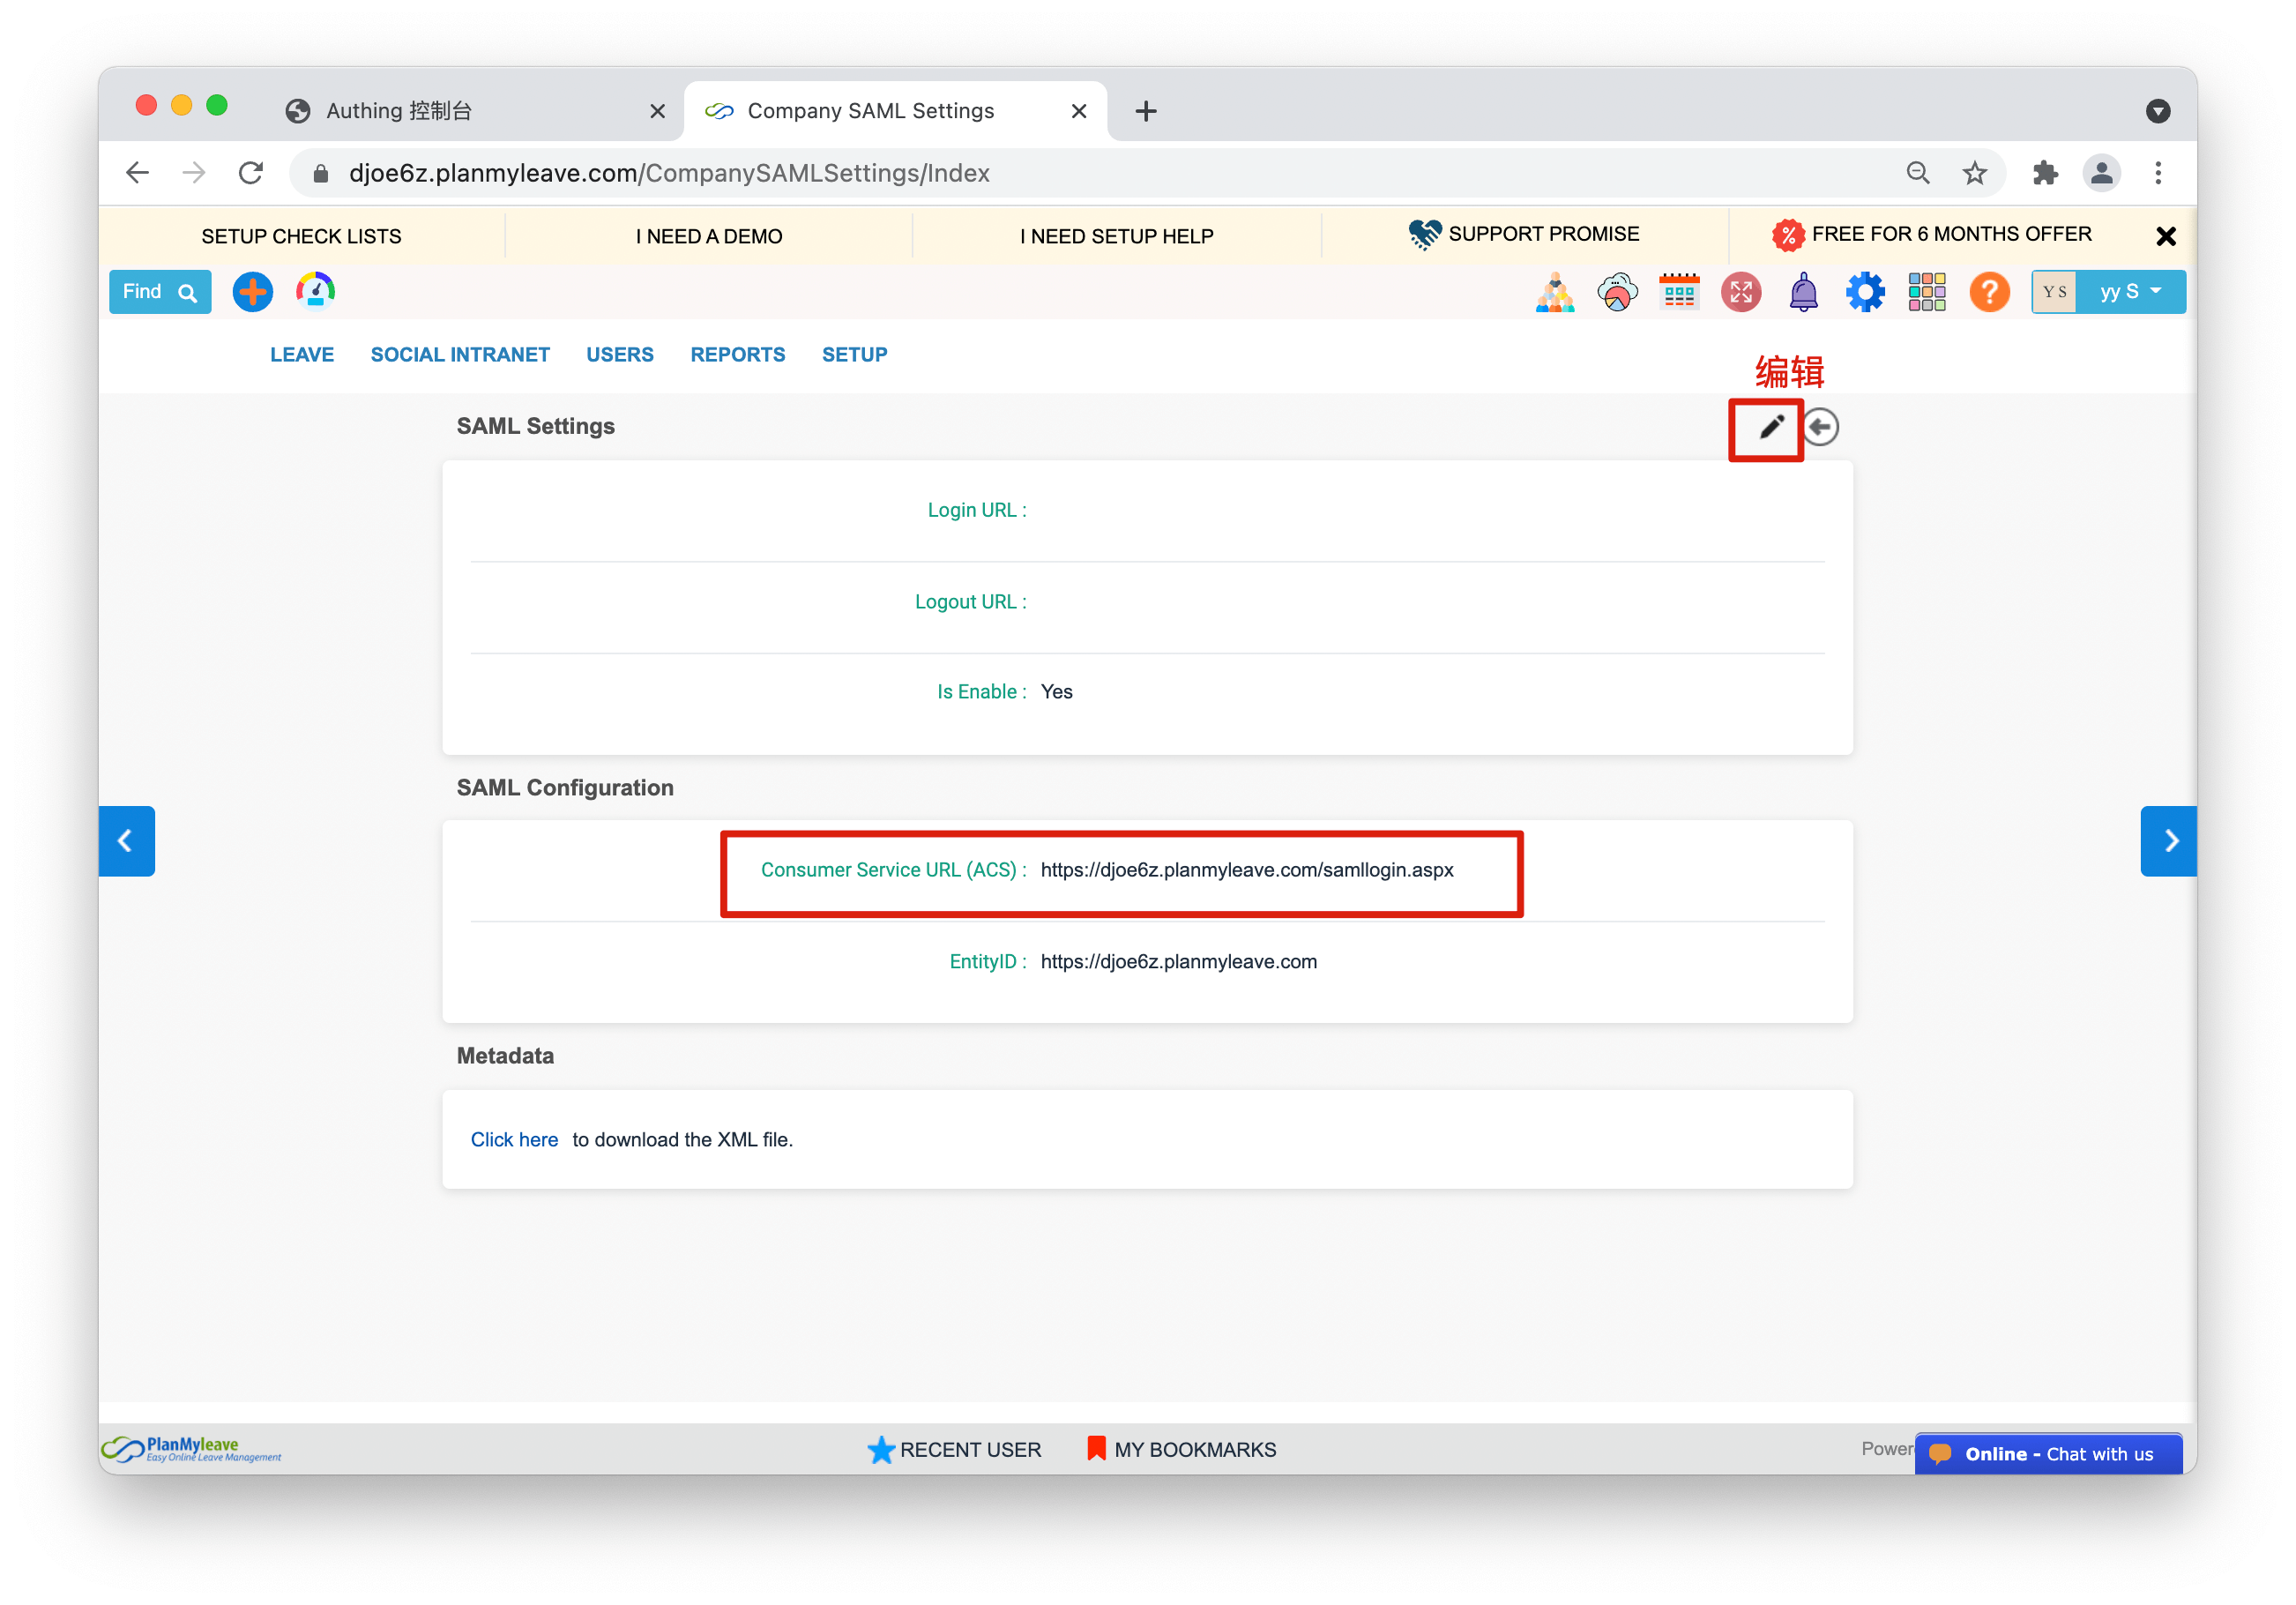 Authing 控制台
Company SAML Settings
djoe6z.planmyleave.com/CompanySAMLSettings/Index
SETUP CHECK LISTS
I NEED A DEMO
I NEED SETUP HELP
SUPPORT PROMISE
FREE FOR 6 MONTHS OFFER
Find
Y S
yy S
LEAVE
SOCIAL INTRANET
USERS
REPORTS
SETUP
编辑
SAML Settings
Login URL :
Logout URL :
Is Enable : Yes
SAML Configuration
Consumer Service URL (ACS) : https://djoe6z.planmyleave.com/samllogin.aspx
EntityID : https://djoe6z.planmyleave.com
Metadata
Click here to download the XML file.
PlanMyleave
Easy Online Leave Management
RECENT USER
MY BOOKMARKS
Power
Online - Chat with us